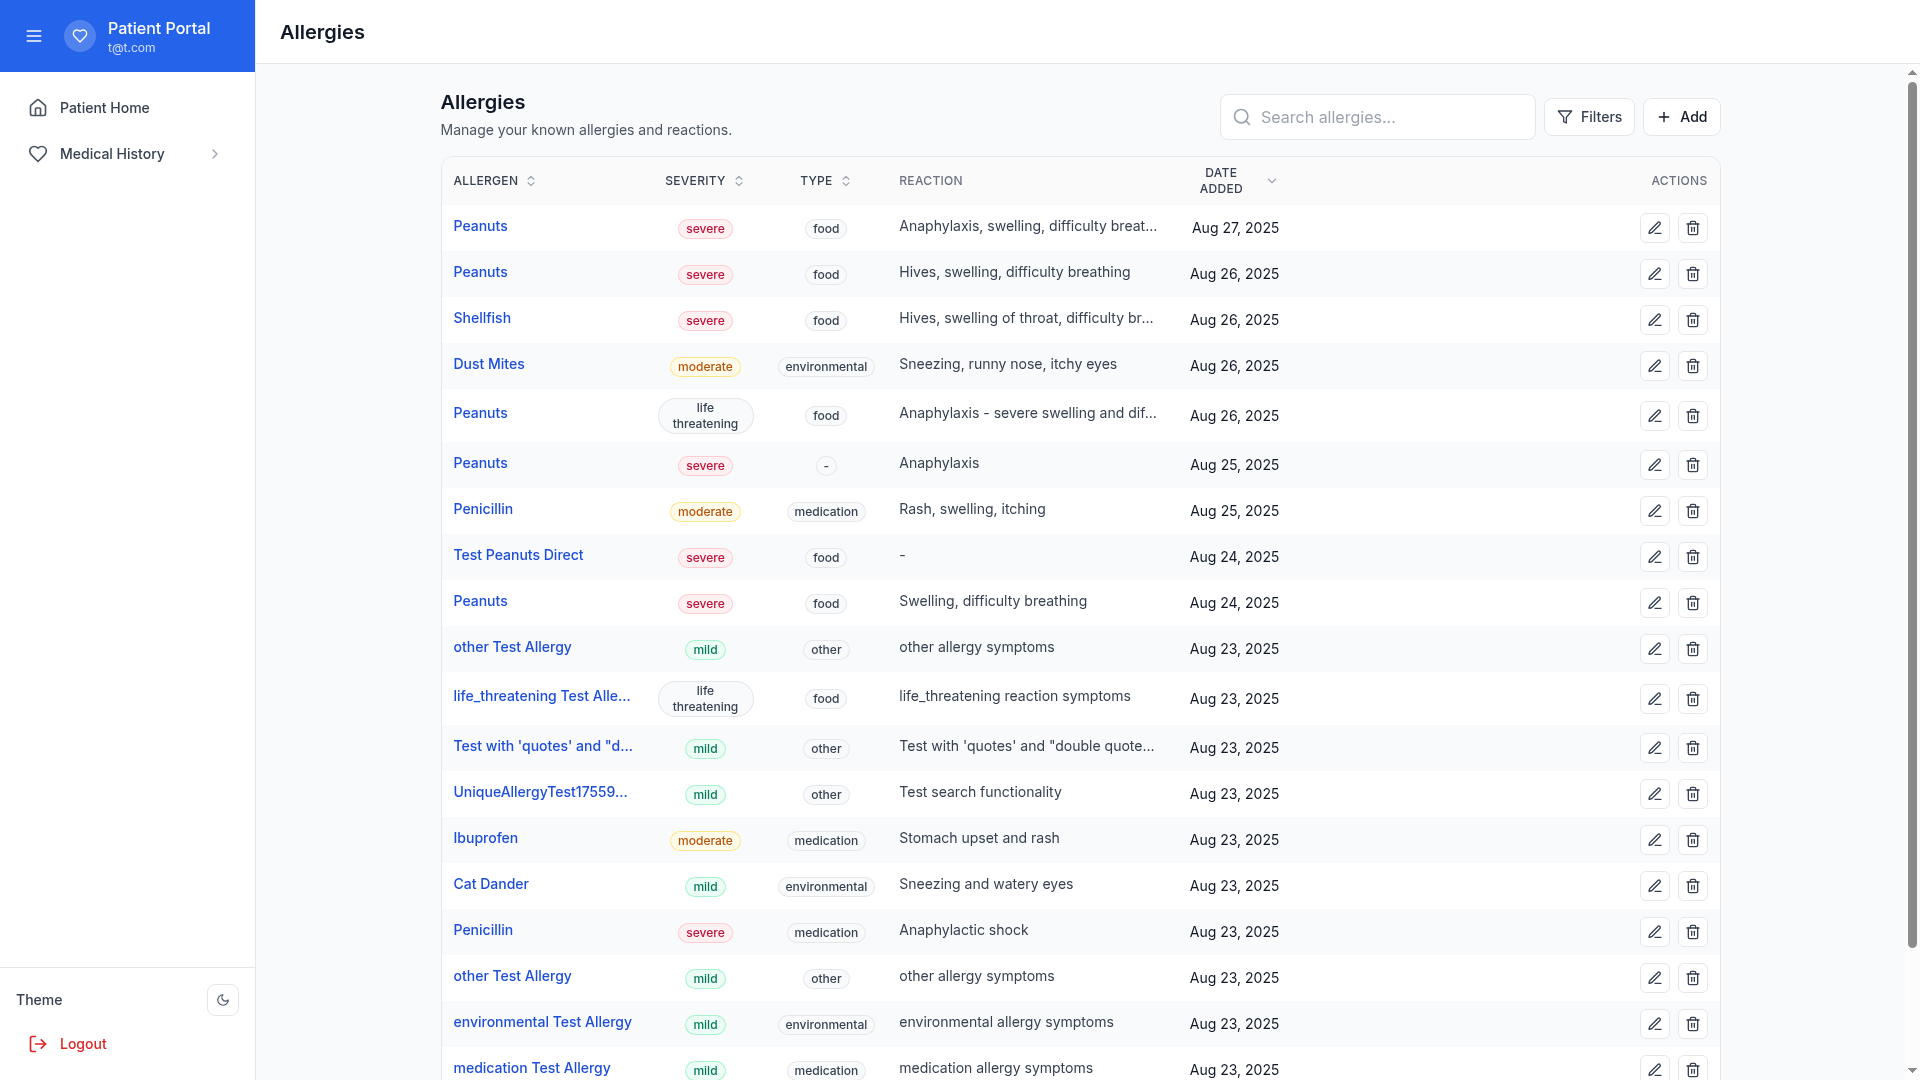 Patient Portal
t@t.com
Patient Home
Medical History
Theme
Logout
Allergies
Allergies
Manage your known allergies and reactions.
Search allergies...
Filters
Add
ALLERGEN SEVERITY TYPE REACTION DATE ADDED ACTIONS
Peanuts severe food Anaphylaxis, swelling, difficulty breat... Aug 27, 2025
Peanuts severe food Hives, swelling, difficulty breathing Aug 26, 2025
Shellfish severe food Hives, swelling of throat, difficulty br... Aug 26, 2025
Dust Mites moderate environmental Sneezing, runny nose, itchy eyes Aug 26, 2025
Peanuts life threatening food Anaphylaxis - severe swelling and dif... Aug 26, 2025
Peanuts severe - Anaphylaxis Aug 25, 2025
Penicillin moderate medication Rash, swelling, itching Aug 25, 2025
Test Peanuts Direct severe food - Aug 24, 2025
Peanuts severe food Swelling, difficulty breathing Aug 24, 2025
other Test Allergy mild other other allergy symptoms Aug 23, 2025
life_threatening Test Alle... life threatening food life_threatening reaction symptoms Aug 23, 2025
Test with 'quotes' and "d... mild other Test with 'quotes' and "double quote... Aug 23, 2025
UniqueAllergyTest17559... mild other Test search functionality Aug 23, 2025
Ibuprofen moderate medication Stomach upset and rash Aug 23, 2025
Cat Dander mild environmental Sneezing and watery eyes Aug 23, 2025
Penicillin severe medication Anaphylactic shock Aug 23, 2025
other Test Allergy mild other other allergy symptoms Aug 23, 2025
environmental Test Allergy mild environmental environmental allergy symptoms Aug 23, 2025
medication Test Allergy mild medication medication allergy symptoms Aug 23, 2025